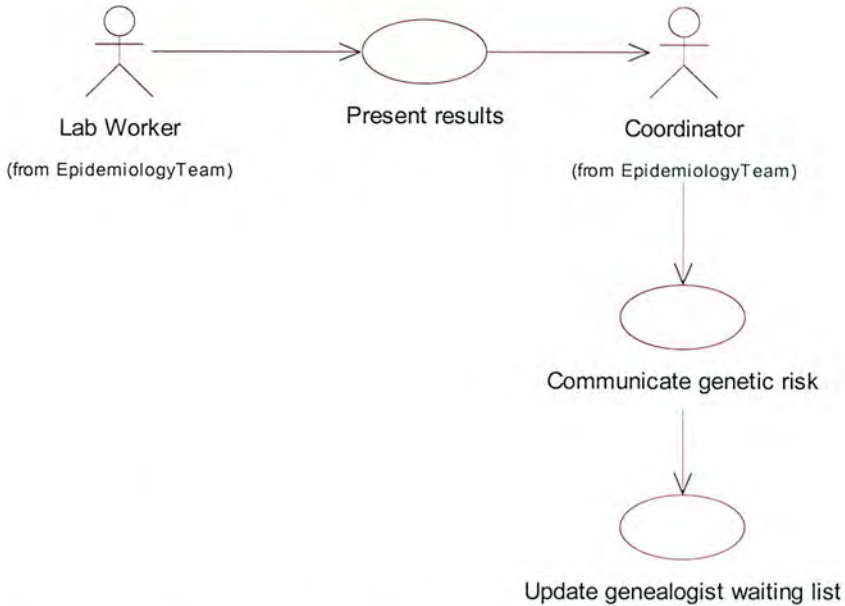 Lab Worker
(from EpidemiologyTeam)
Present results
Coordinator
(from EpidemiologyTeam)
Communicate genetic risk
Update genealogist waiting list